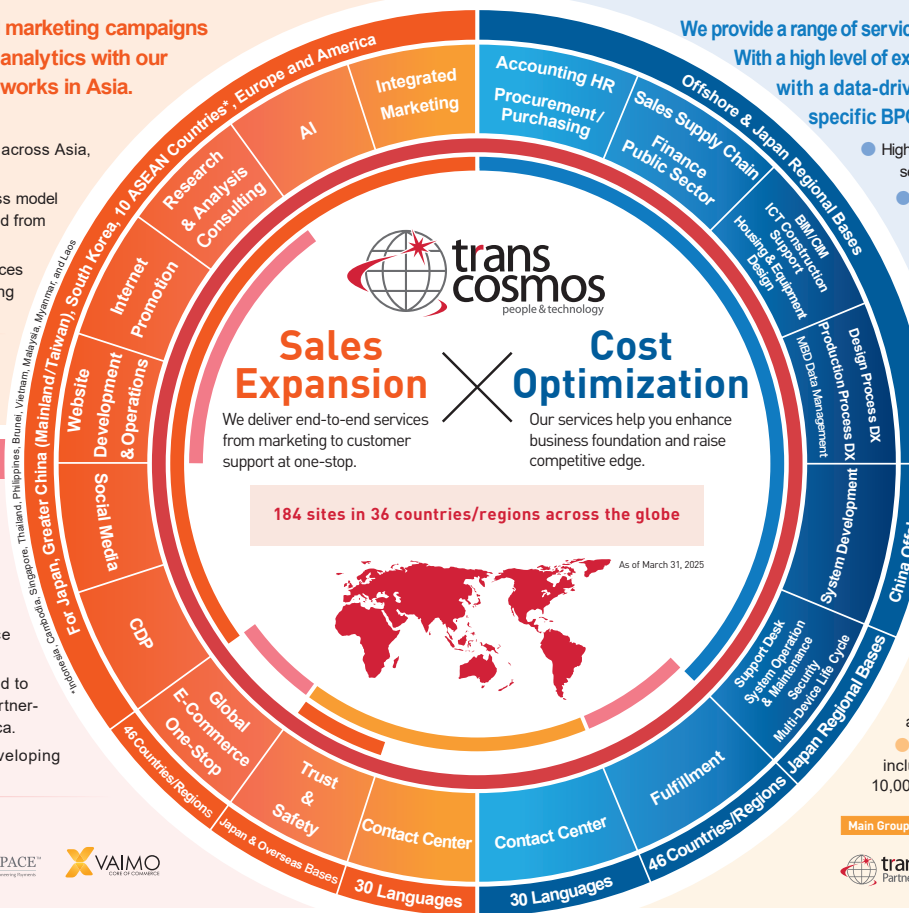 marketing campaigns
analytics with our
works in Asia.
across Asia,
ss model
d from
ces
ng
ce
d to
rtner-
ca.
veloping
We provide a range of servic
With a high level of ex
with a data-driv
specific BPO
High
se
a
inclu
10,00
For Japan, Greater China (Mainland/Taiwan), South Korea, 10 ASEAN Countries*, Europe and America
*Indonesia, Cambodia, Singapore, Thailand, Philippines, Brunei, Vietnam, Malaysia, Myanmar, and Laos
Integrated
Marketing
AI
Research
& Analysis
Consulting
Internet
Promotion
Website
Development
& Operations
Social Media
CDP
Global
E-Commerce
One-Stop
46 Countries/Regions
Trust
&
Safety
Japan & Overseas Bases
Contact Center
30 Languages
Offshore & Japan Regional Bases
Accounting HR
Procurement/
Purchasing
Sales Supply Chain
Finance
Public Sector
BIM/CIM
ICT Construction
Support
Housing & Equipment
Design
Design Process DX
Production Process DX
MBD Data Management
System Development
China Offsh
Support Desk
System Operation
& Maintenance
Security
Multi-Device Life Cycle
Japan Regional Bases
Fulfillment
46 Countries/Regions
Contact Center
30 Languages
trans
cosmos
people & technology
Sales
Expansion
We deliver end-to-end services
from marketing to customer
support at one-stop.
Cost
Optimization
Our services help you enhance
business foundation and raise
competitive edge.
184 sites in 36 countries/regions across the globe
As of March 31, 2025
PACE™
VAIMO
CORE OF COMMERCE
Main Group
tran
Partne